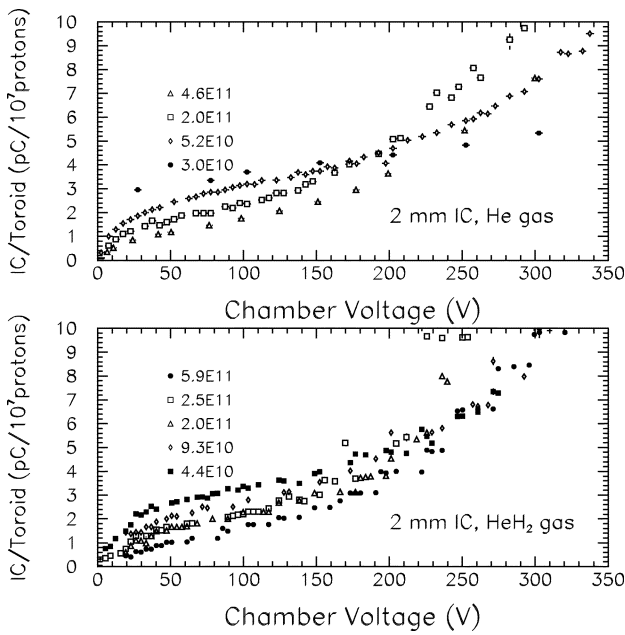 IC/Toroid (pC/10⁷protons)
10
9
8
7
6
5
4
3
2
1
0
4.6E11
2.0E11
5.2E10
3.0E10
2 mm IC, He gas
0 50 100 150 200 250 300 350
Chamber Voltage (V)
IC/Toroid (pC/10⁷protons)
10
9
8
7
6
5
4
3
2
1
0
5.9E11
2.5E11
2.0E11
9.3E10
4.4E10
2 mm IC, HeH₂ gas
0 50 100 150 200 250 300 350
Chamber Voltage (V)